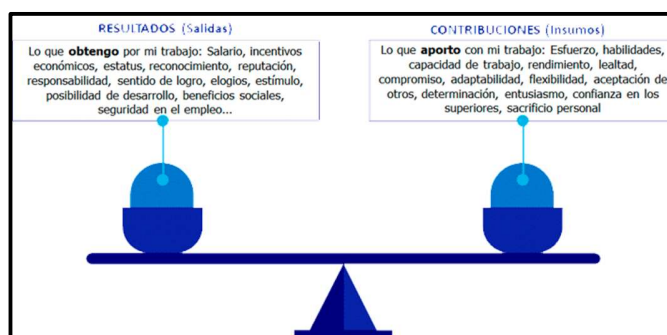 RESULTADOS (Salidas)
Lo que obtengo por mi trabajo: Salario, incentivos
económicos, estatus, reconocimiento, reputación,
responsabilidad, sentido de logro, elogios, estímulo,
posibilidad de desarrollo, beneficios sociales,
seguridad en el empleo...
CONTRIBUCIONES (Insumos)
Lo que aporto con mi trabajo: Esfuerzo, habilidades,
capacidad de trabajo, rendimiento, lealtad,
compromiso, adaptabilidad, flexibilidad, aceptación de
otros, determinación, entusiasmo, confianza en los
superiores, sacrificio personal